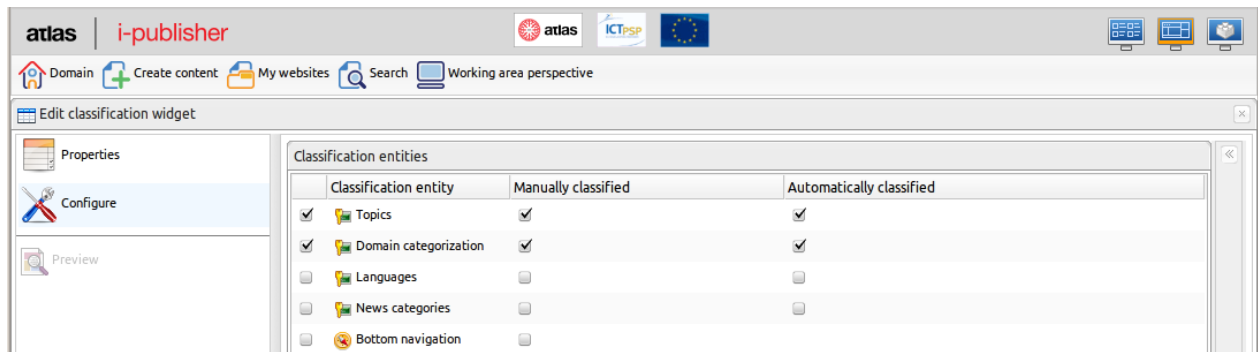 atlas i-publisher atlas ICTPSP
Domain Create content My websites Search Working area perspective
Edit classification widget
Properties
Configure
Preview
Classification entities
Classification entity Manually classified Automatically classified
Topics
Domain categorization
Languages
News categories
Bottom navigation